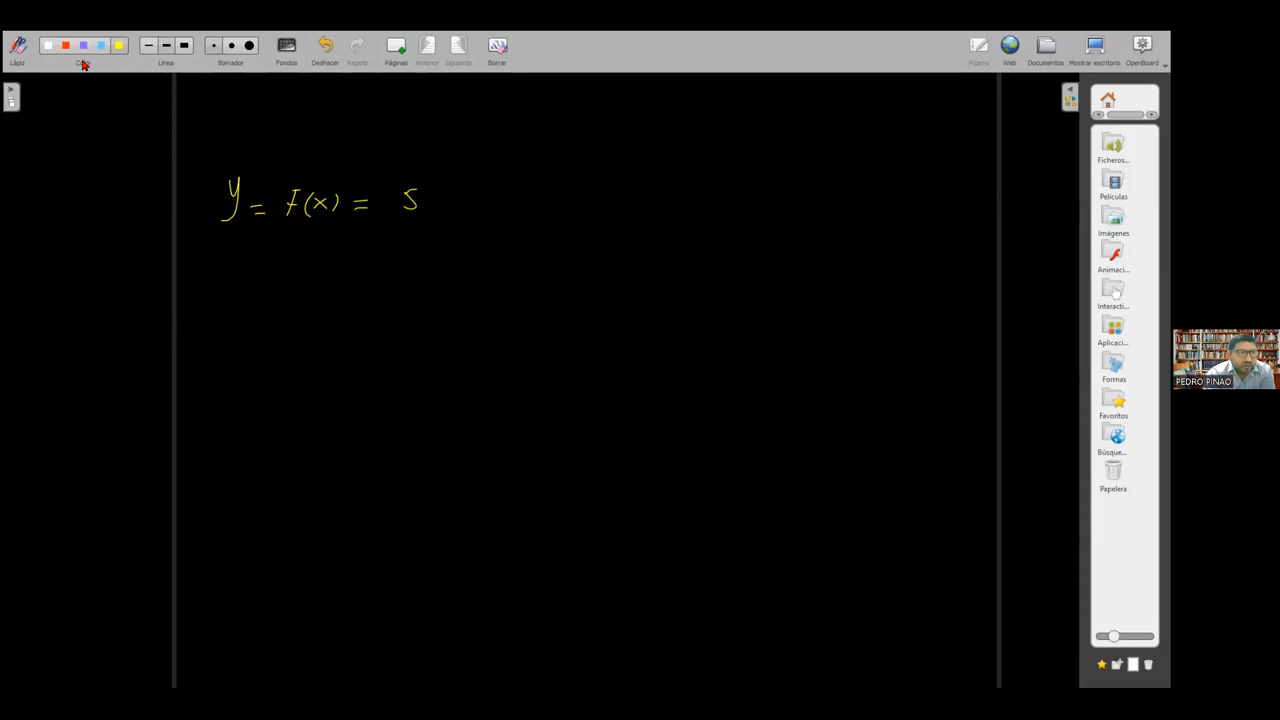 Lápiz
Línea
Borrador
Fondos
Deshacer
Repetir
Páginas
Anterior
Siguiente
Borrar
Pizarra
Web
Documentos
Mostrar escritorio
OpenBoard
y = F(x) = 5
Ficheros...
Películas
Imágenes
Animaci...
Interacti...
Aplicaci...
Formas
Favoritos
Búsque...
Papelera
PEDRO PINAO